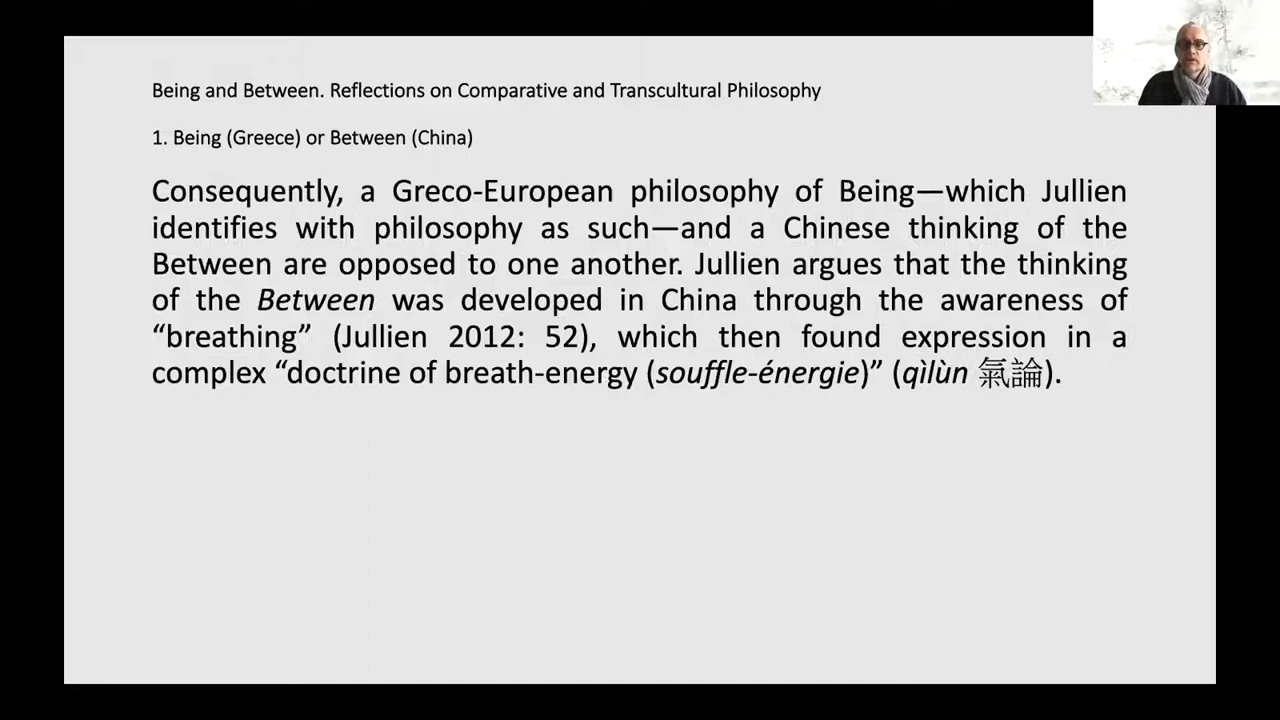 Being and Between. Reflections on Comparative and Transcultural Philosophy
1. Being (Greece) or Between (China)
Consequently, a Greco-European philosophy of Being—which Jullien
identifies with philosophy as such—and a Chinese thinking of the
Between are opposed to one another. Jullien argues that the thinking
of the Between was developed in China through the awareness of
“breathing” (Jullien 2012: 52), which then found expression in a
complex “doctrine of breath-energy (souffle-énergie)” (qìlùn 氣論).